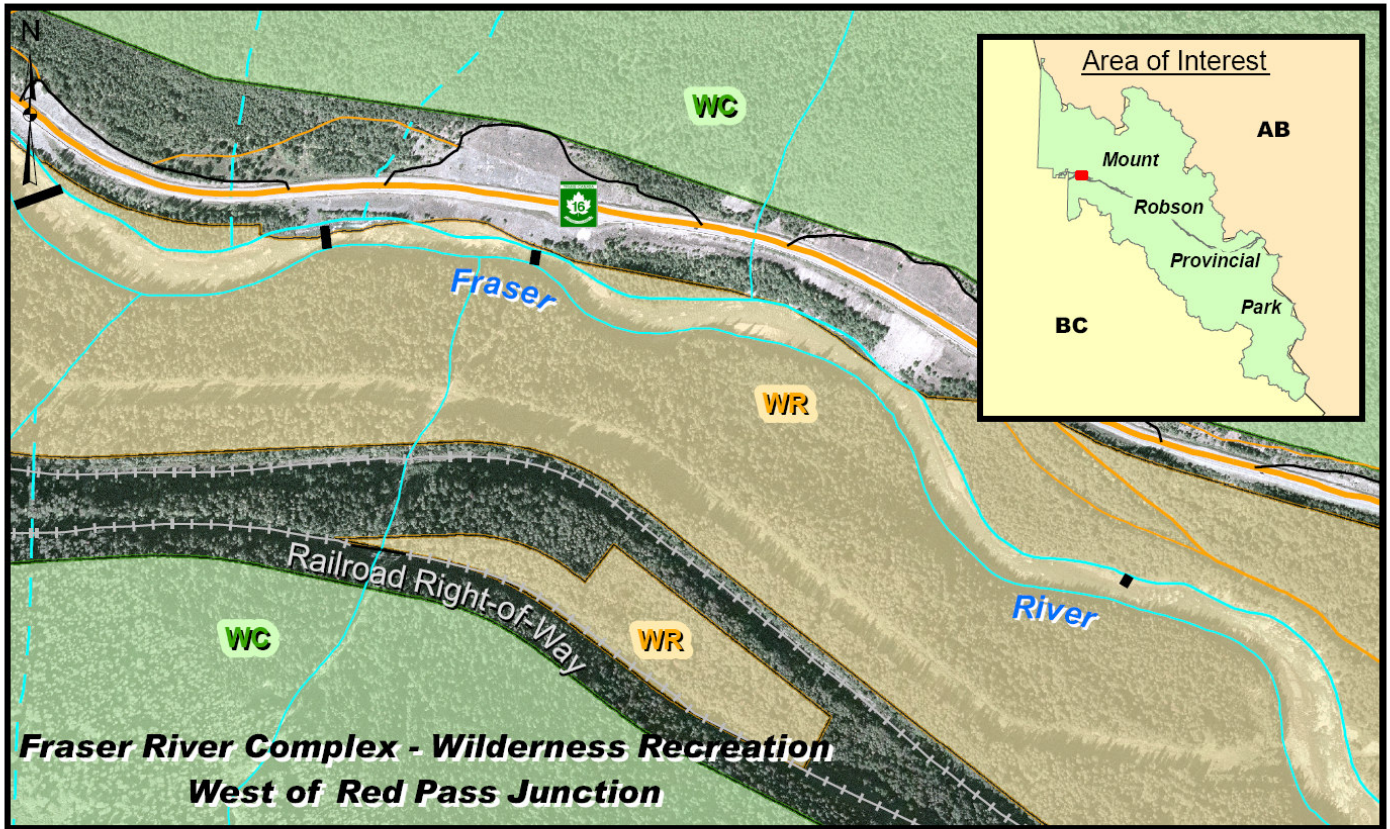 N
Area of Interest
AB
Mount
Robson
Provincial
Park
BC
WC
16
Fraser
WR
River
Railroad Right-of-Way
WC
WR
Fraser River Complex - Wilderness Recreation
West of Red Pass Junction